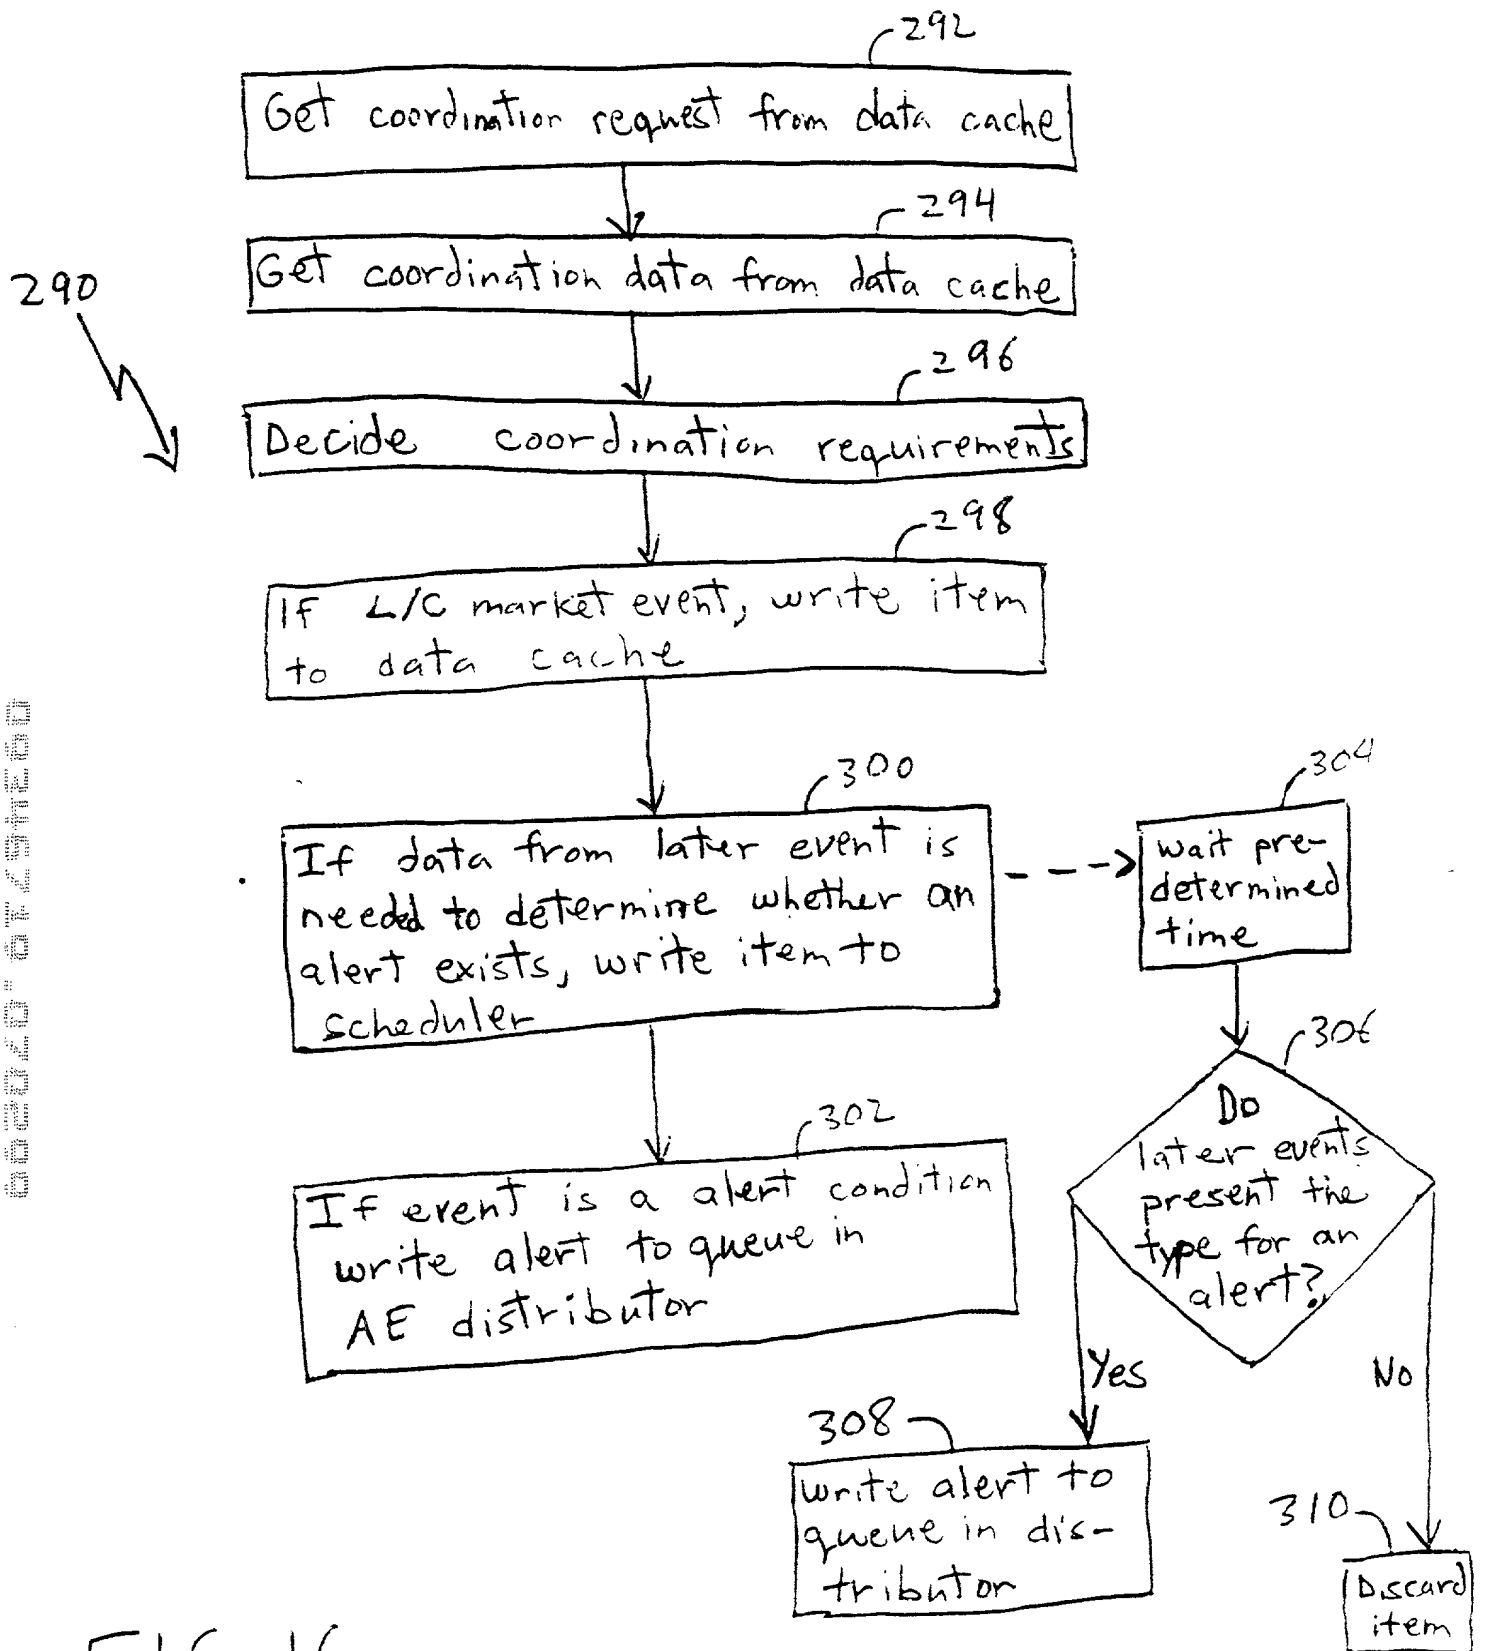 292
Get coordination request from data cache
294
Get coordination data from data cache
290
296
Decide coordination requirements
298
If L/C market event, write item
to data cache
300
If data from later event is
needed to determine whether an
alert exists, write item to
scheduler
304
wait pre-
determined
time
306
Do
later events
present the
type for an
alert?
302
If event is a alert condition
write alert to queue in
AE distributor
Yes
No
308
write alert to
queue in dis-
tributor
310
Discard
item